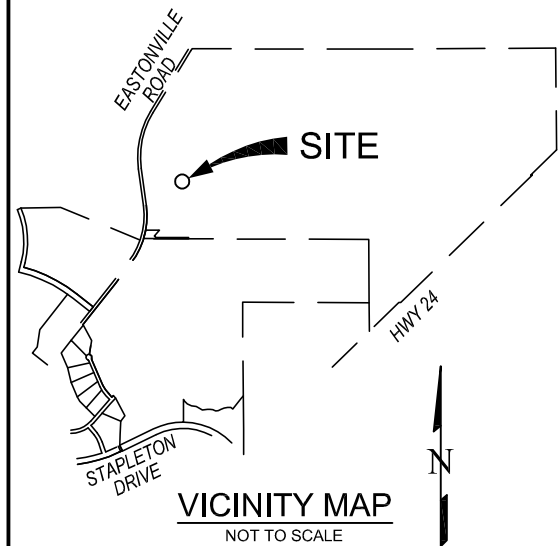 EASTONVILLE
ROAD
SITE
HWY 24
STAPLETON
DRIVE
N
VICINITY MAP
NOT TO SCALE